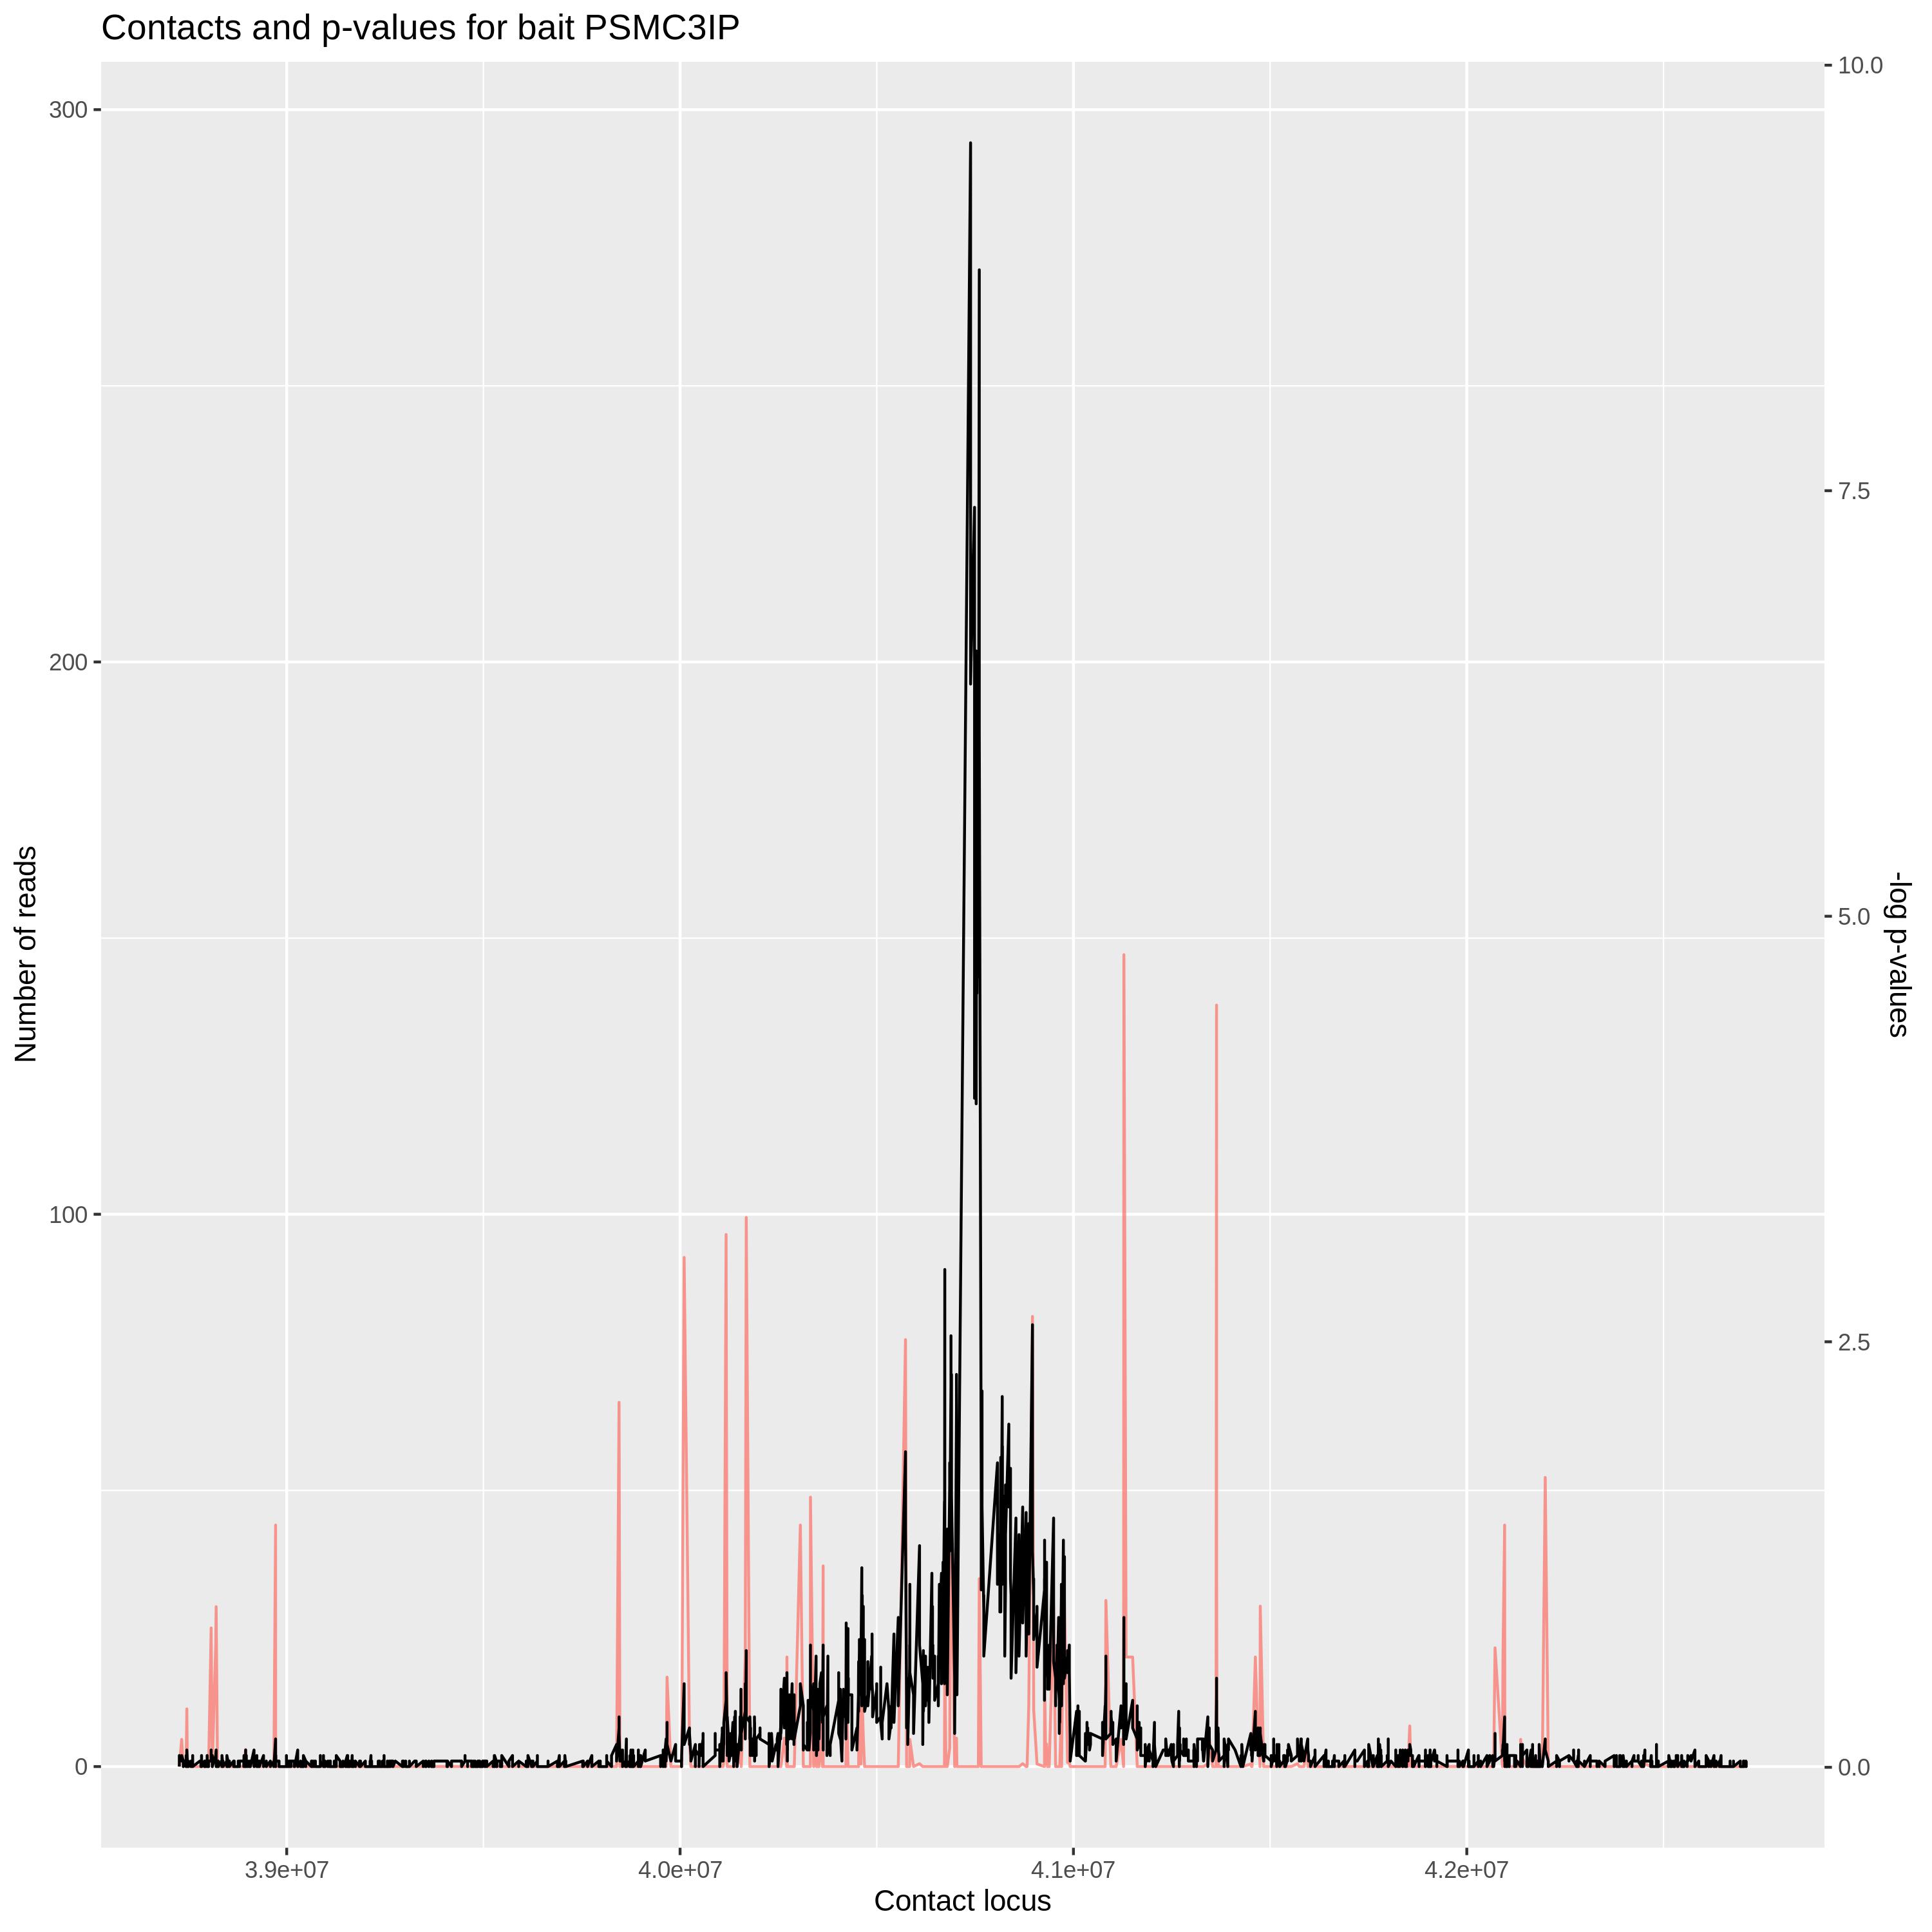 Contacts and p-values for bait PSMC3IP
300
200
100
0
Number of reads
10.0
7.5
5.0
2.5
0.0
-log p-values
3.9e+07
4.0e+07
4.1e+07
4.2e+07
Contact locus